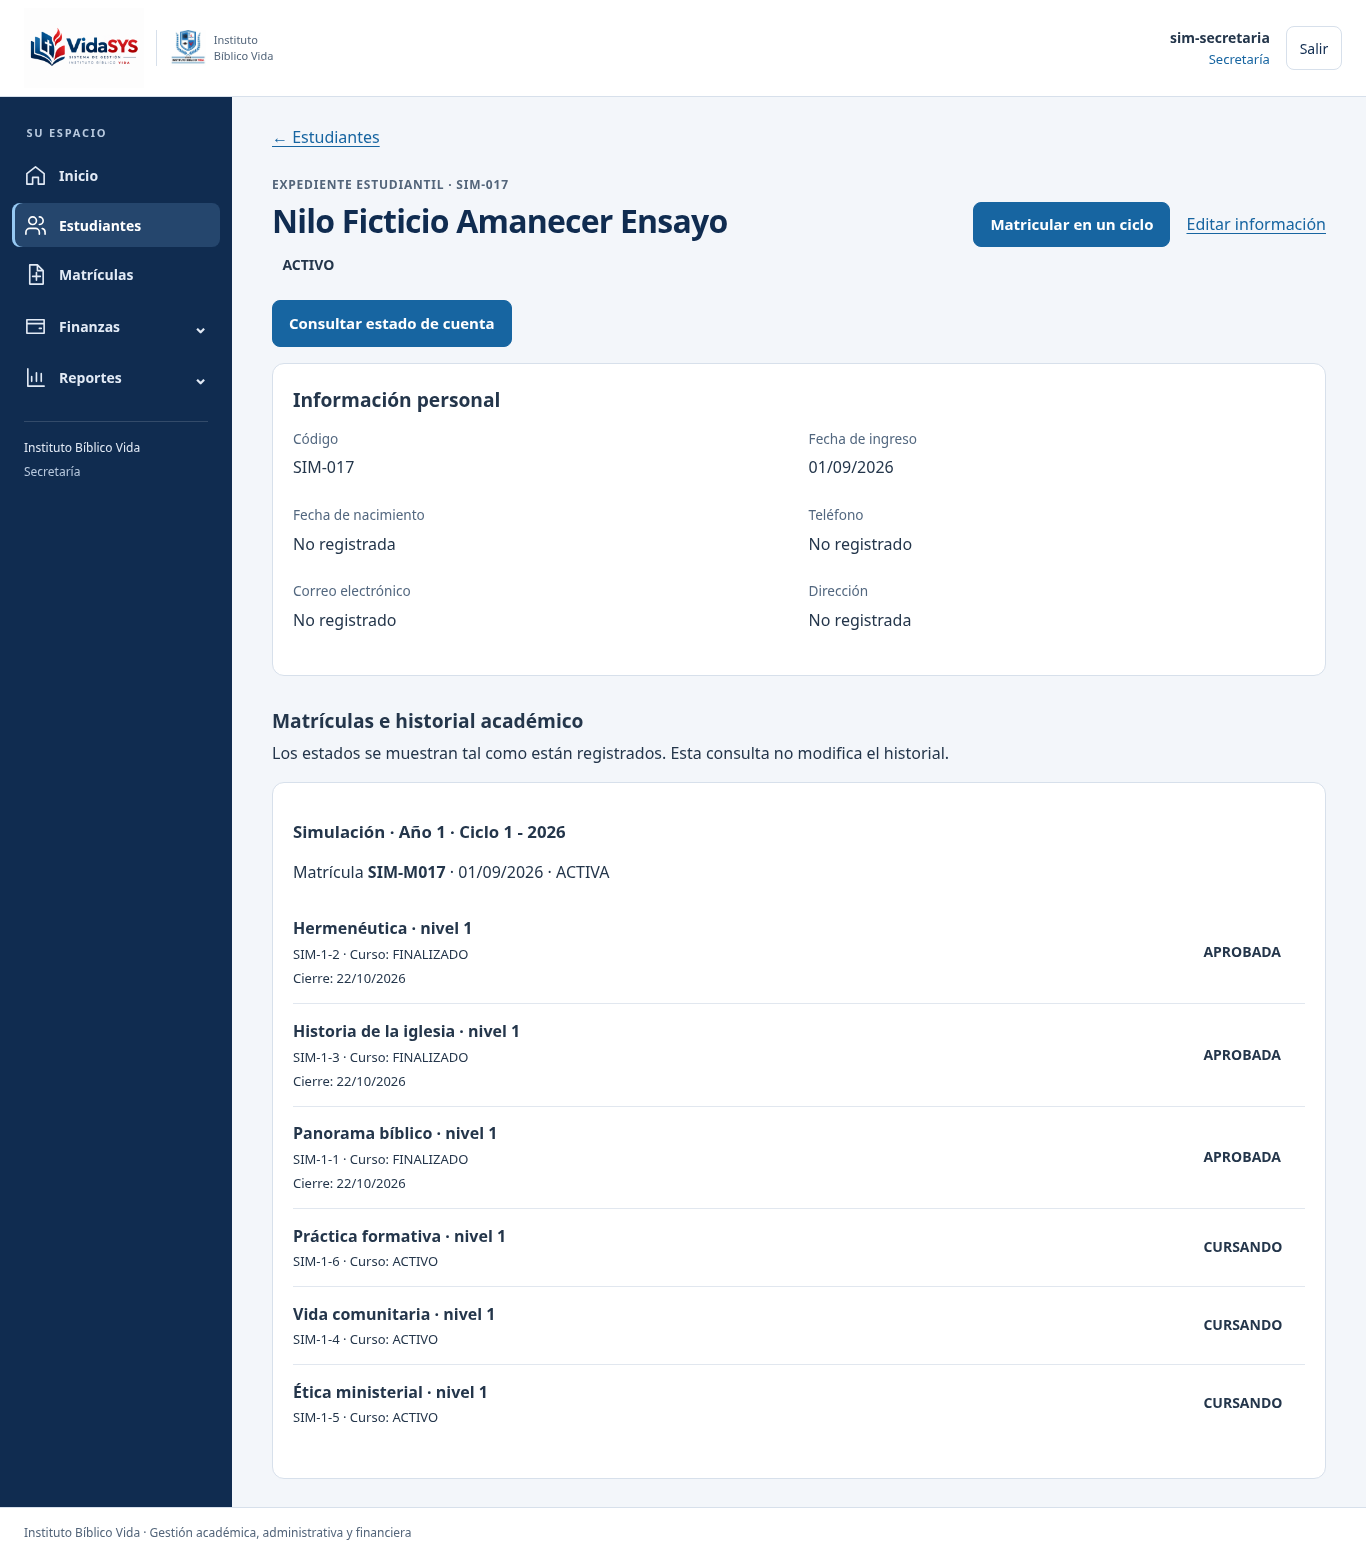 VidaSYS
SISTEMA DE GESTIÓN
INSTITUTO BÍBLICO VIDA
Instituto
Bíblico Vida
sim-secretaria
Secretaría
Salir
SU ESPACIO
Inicio
Estudiantes
Matrículas
Finanzas
Reportes
Instituto Bíblico Vida
Secretaría
← Estudiantes
EXPEDIENTE ESTUDIANTIL · SIM-017
Nilo Ficticio Amanecer Ensayo
Matricular en un ciclo
Editar información
ACTIVO
Consultar estado de cuenta
Información personal
Código
SIM-017
Fecha de ingreso
01/09/2026
Fecha de nacimiento
No registrada
Teléfono
No registrado
Correo electrónico
No registrado
Dirección
No registrada
Matrículas e historial académico
Los estados se muestran tal como están registrados. Esta consulta no modifica el historial.
Simulación · Año 1 · Ciclo 1 - 2026
Matrícula SIM-M017 · 01/09/2026 · ACTIVA
Hermenéutica · nivel 1
SIM-1-2 · Curso: FINALIZADO
Cierre: 22/10/2026
APROBADA
Historia de la iglesia · nivel 1
SIM-1-3 · Curso: FINALIZADO
Cierre: 22/10/2026
APROBADA
Panorama bíblico · nivel 1
SIM-1-1 · Curso: FINALIZADO
Cierre: 22/10/2026
APROBADA
Práctica formativa · nivel 1
SIM-1-6 · Curso: ACTIVO
CURSANDO
Vida comunitaria · nivel 1
SIM-1-4 · Curso: ACTIVO
CURSANDO
Ética ministerial · nivel 1
SIM-1-5 · Curso: ACTIVO
CURSANDO
Instituto Bíblico Vida · Gestión académica, administrativa y financiera